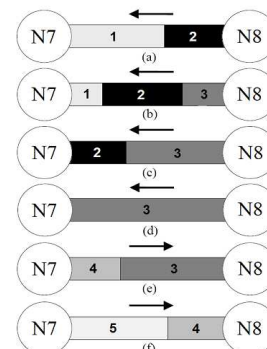 N7 1 2 N8
(a)
N7 1 2 3 N8
(b)
N7 2 3 N8
(c)
N7 3 N8
(d)
N7 4 3 N8
(e)
N7 5 4 N8
(f)